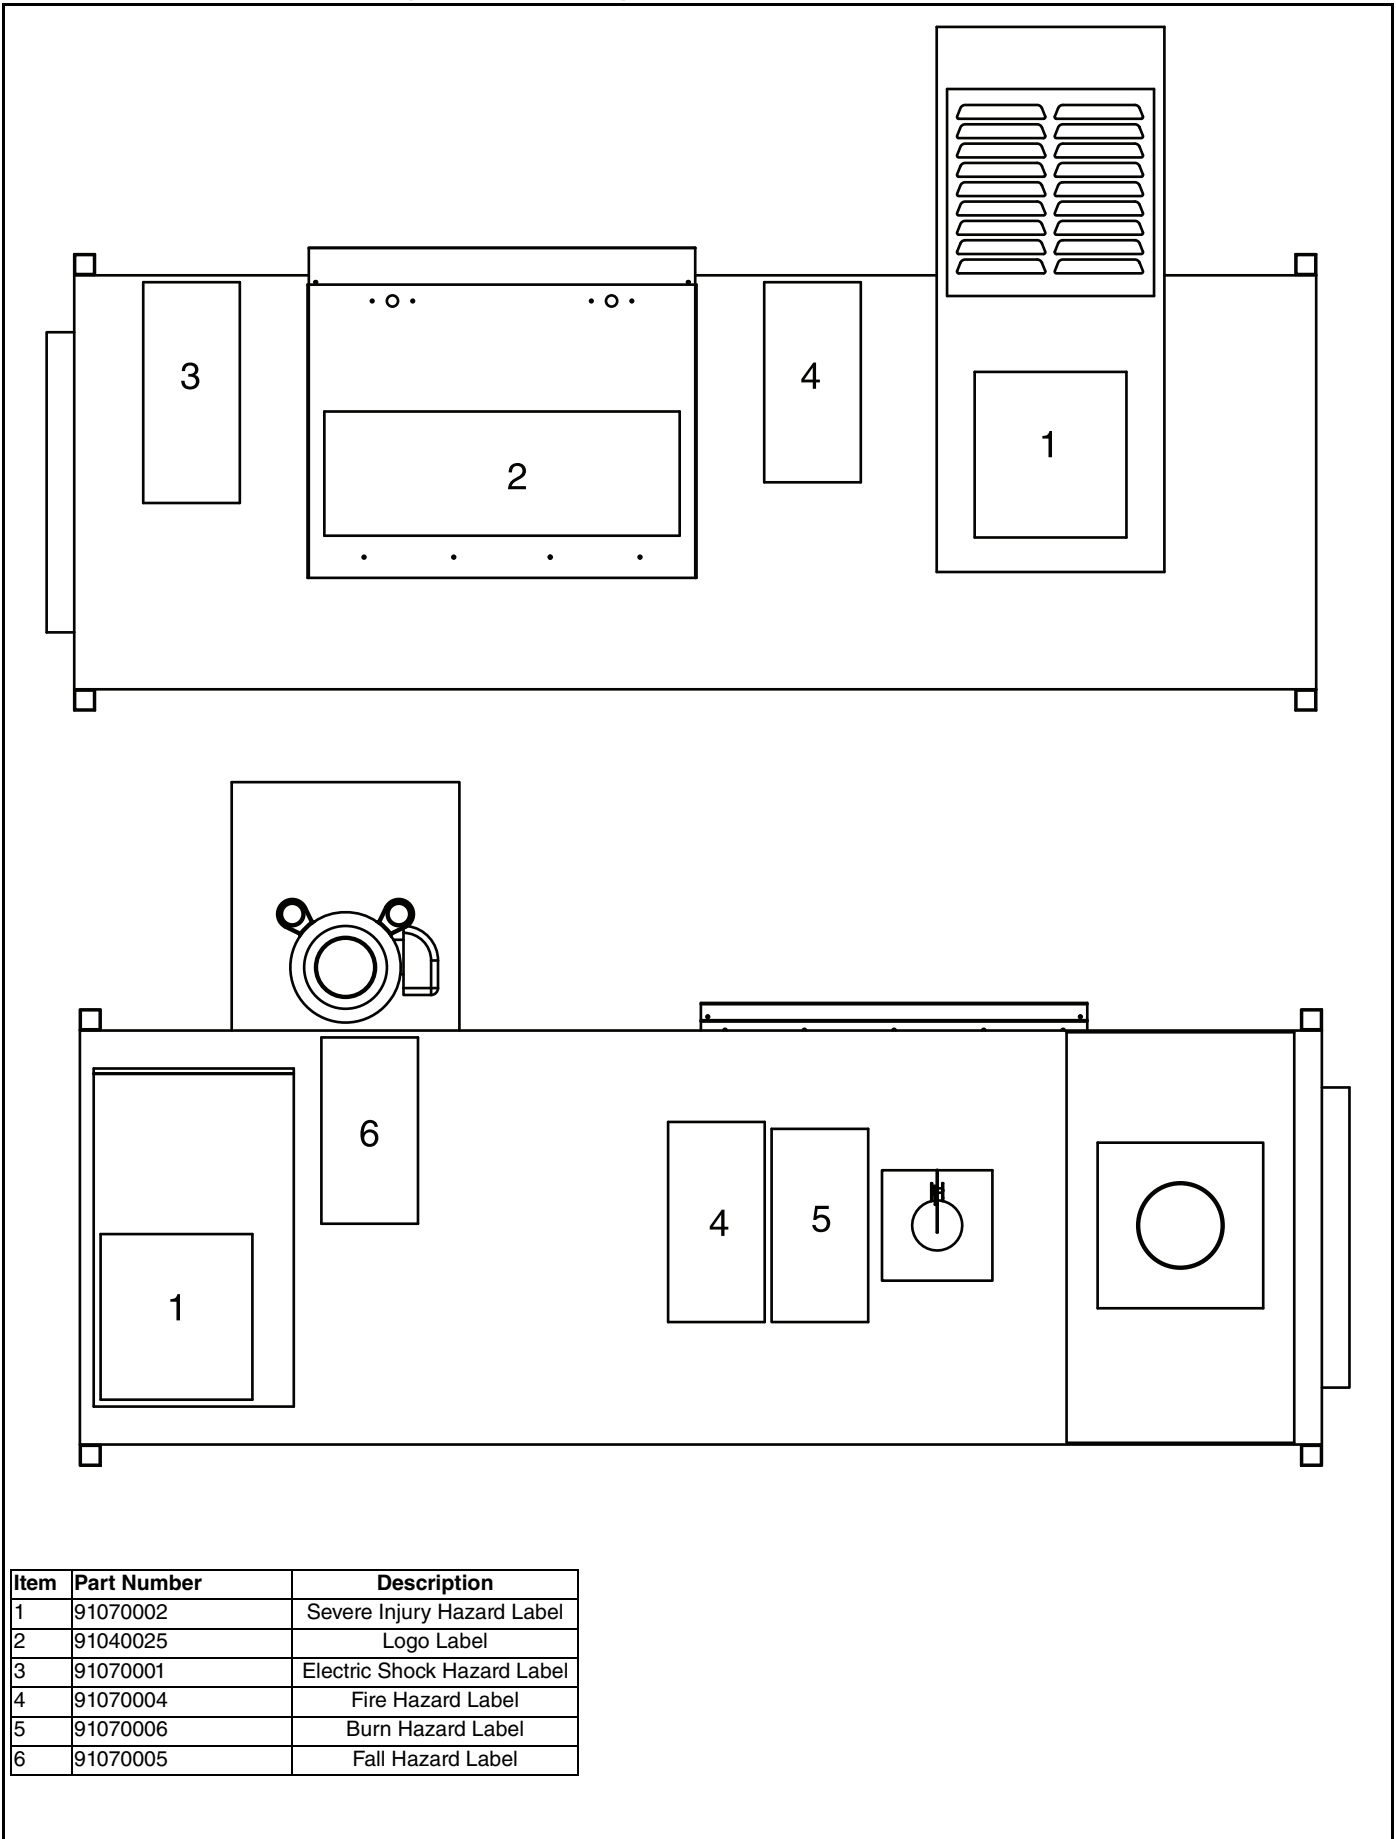 3
4
1
2
6
4
5
1
Item Part Number Description
1 91070002 Severe Injury Hazard Label
2 91040025 Logo Label
3 91070001 Electric Shock Hazard Label
4 91070004 Fire Hazard Label
5 91070006 Burn Hazard Label
6 91070005 Fall Hazard Label